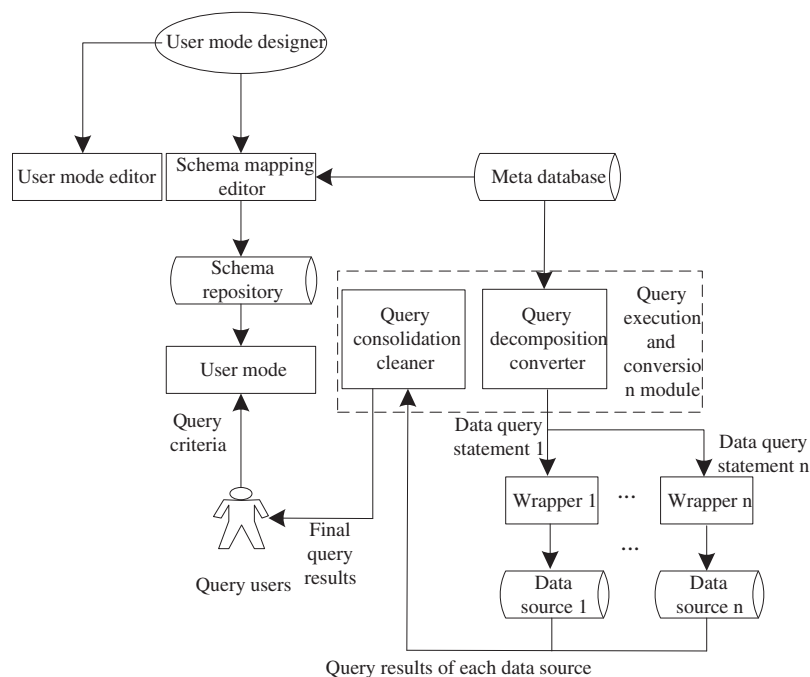 User mode designer
User mode editor
Schema mapping
editor
Meta database
Schema
repository
Query
consolidation
cleaner
Query
decomposition
converter
Query
execution
and
conversio
n module
User mode
Query
criteria
Data query
statement 1
Data query
statement n
Wrapper 1
...
Wrapper n
Final
query
results
Query users
...
Data
source 1
Data
source n
Query results of each data source